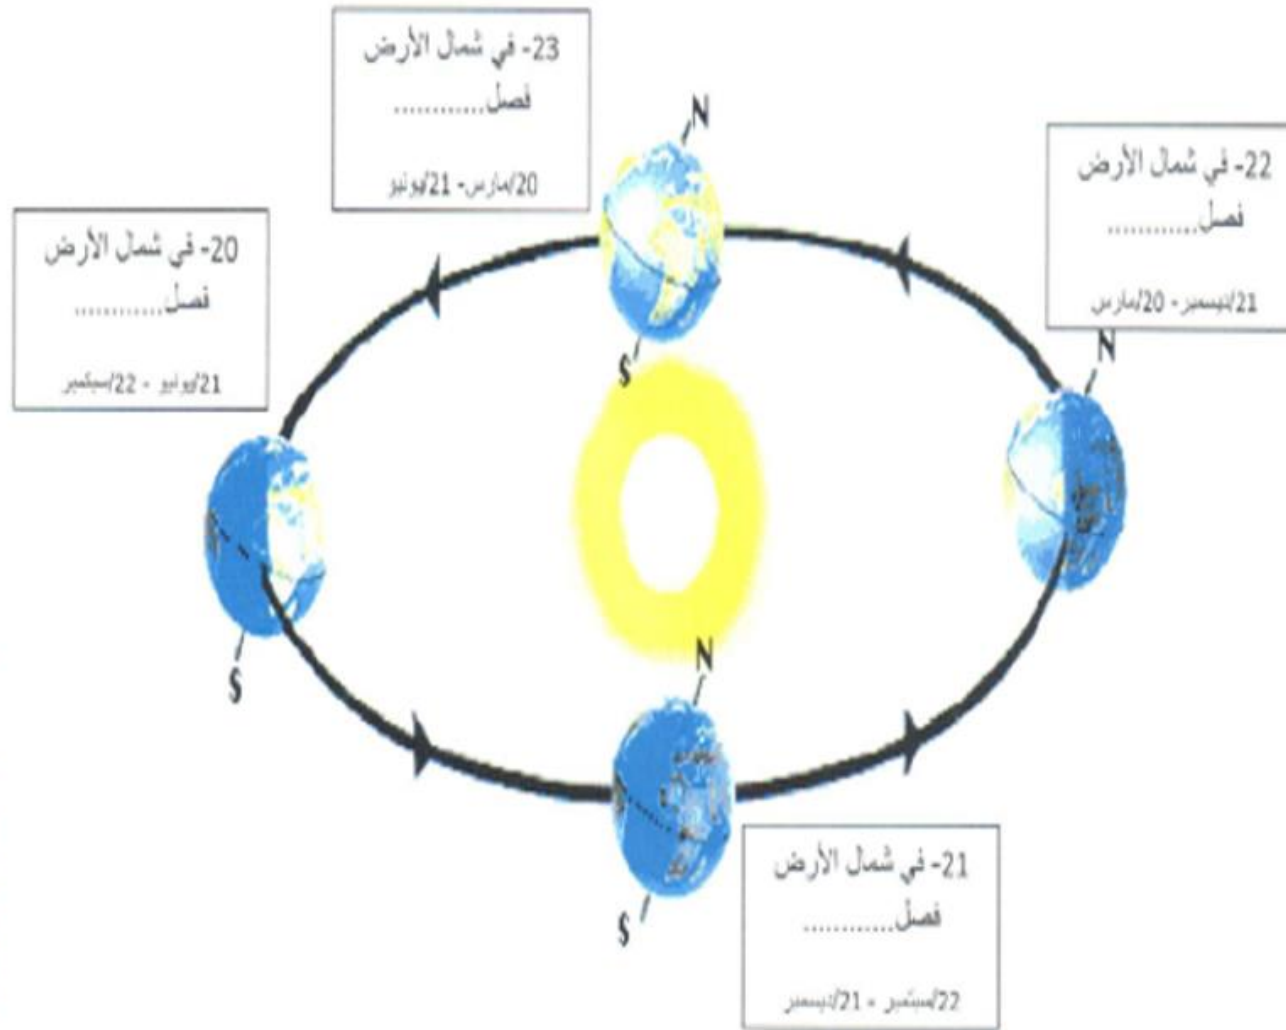 23- في شمال الأرض
فصل............
20/مارس- 21/يونيو
N
22- في شمال الأرض
فصل............
21/ديسمبر- 20/مارس
20- في شمال الأرض
فصل............
21/يونيو - 22/سبتمبر
S
N
N
S
S
21- في شمال الأرض
فصل............
22/سبتمبر - 21/ديسمبر